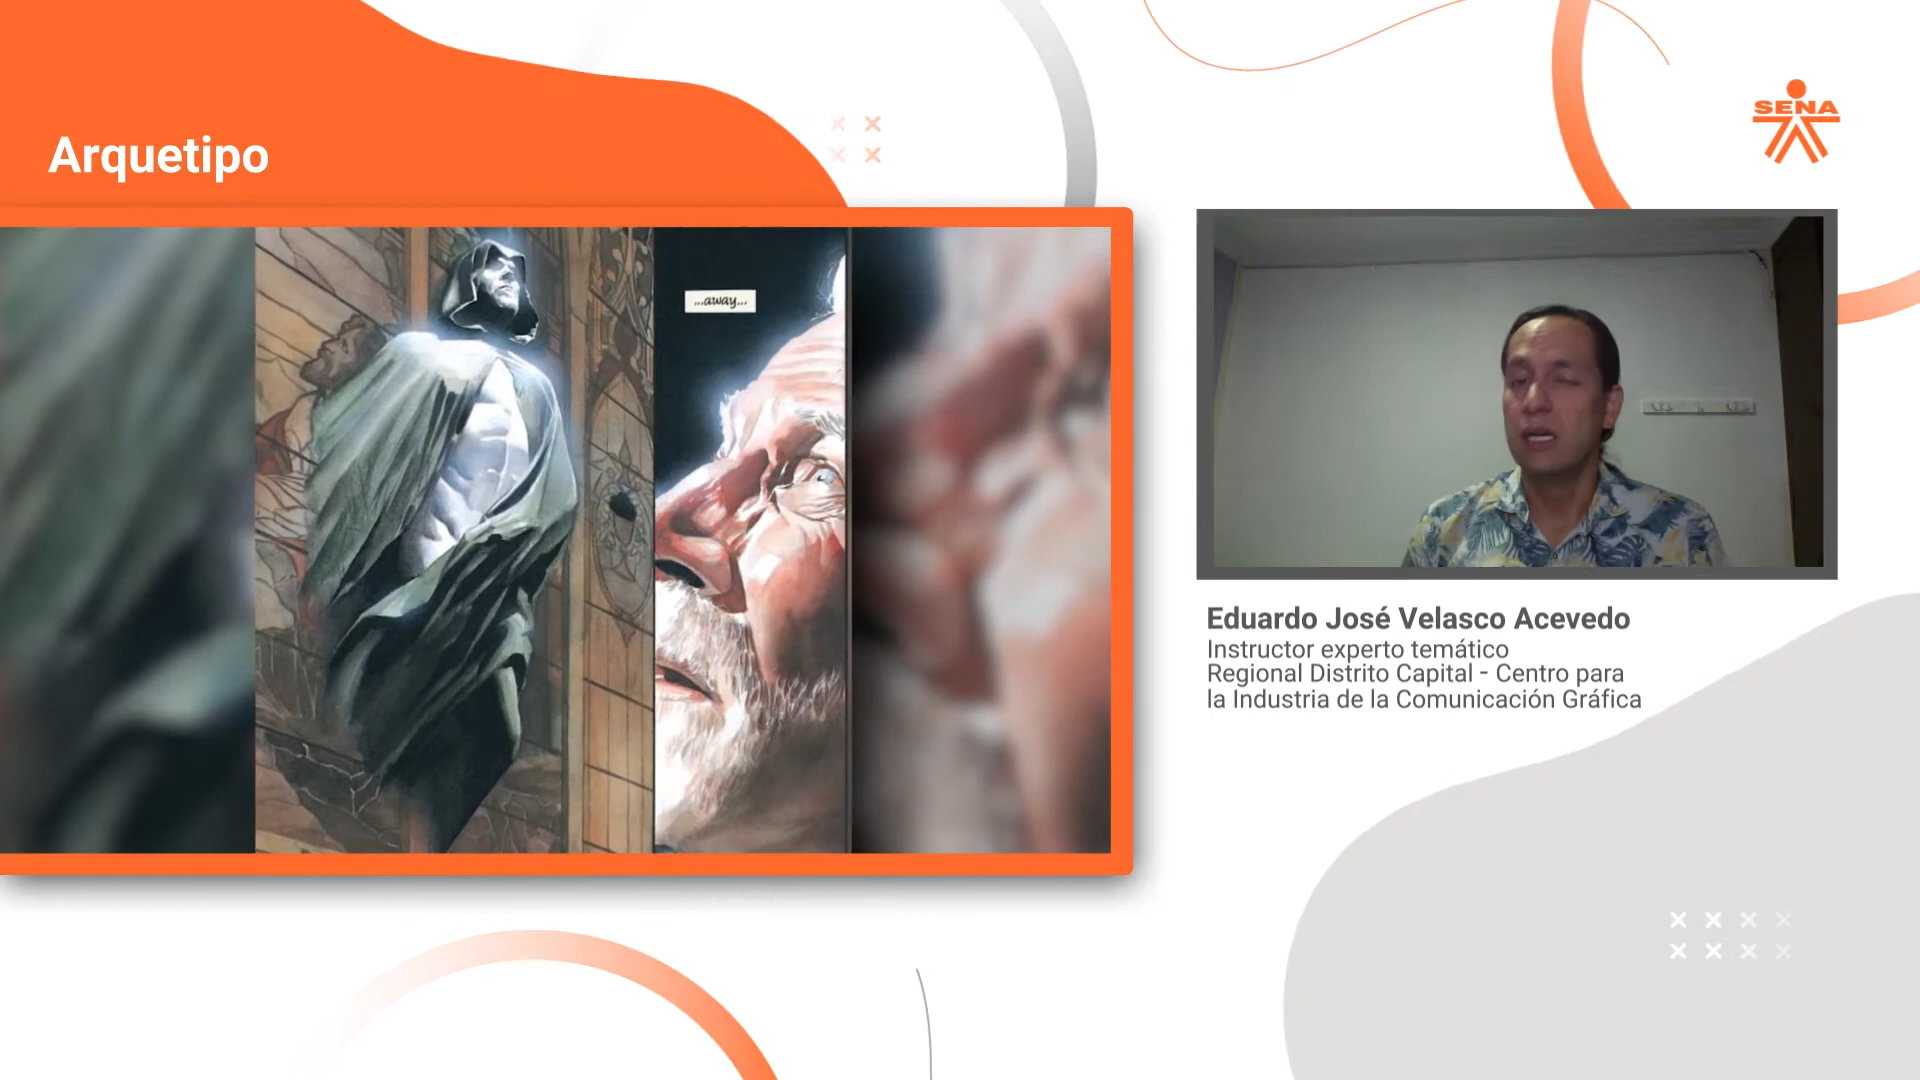 Arquetipo
SENA
...away...
Eduardo José Velasco Acevedo
Instructor experto temático
Regional Distrito Capital - Centro para
la Industria de la Comunicación Gráfica